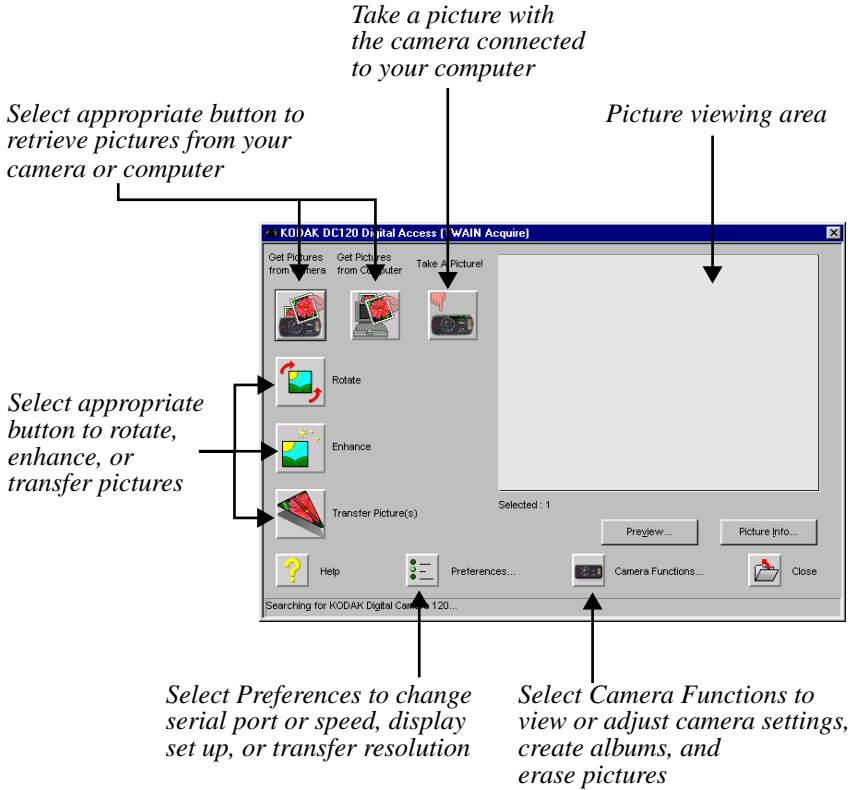 Take a picture with
the camera connected
to your computer
Select appropriate button to
retrieve pictures from your
camera or computer
Picture viewing area
KODAK DC120 Digital Access (TWAIN Acquire)
Get Pictures
from Camera
Get Pictures
from Computer
Take A Picture!
Rotate
Select appropriate
button to rotate,
enhance, or
transfer pictures
Enhance
Transfer Picture(s)
Selected : 1
Preview...
Picture Info...
Help
Preferences...
Camera Functions...
Close
Searching for KODAK Digital Camera 120...
Select Preferences to change
serial port or speed, display
set up, or transfer resolution
Select Camera Functions to
view or adjust camera settings,
create albums, and
erase pictures